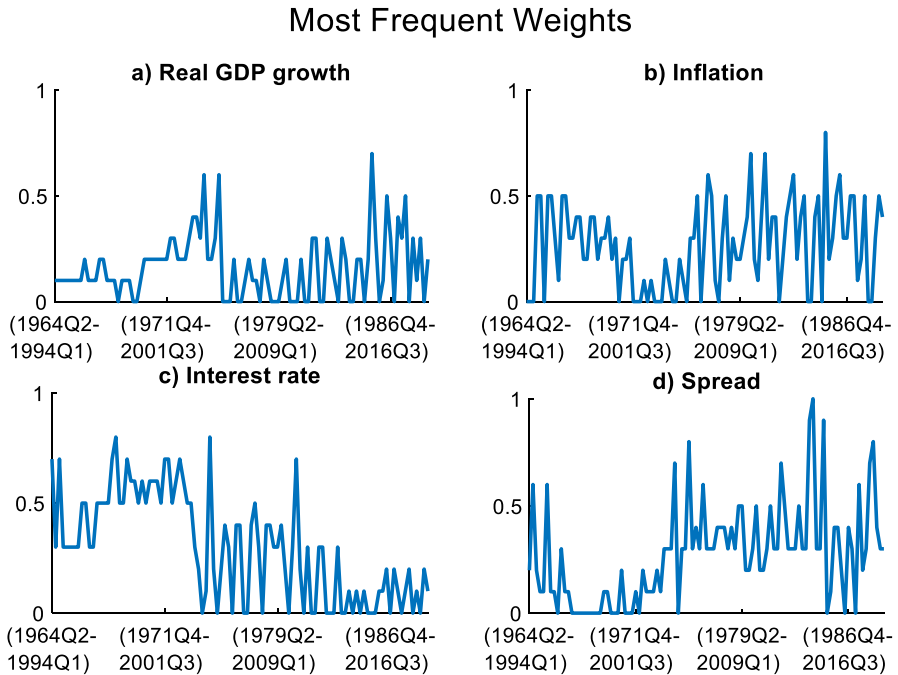 Most Frequent Weights
a) Real GDP growth
1
0.5
0
(1964Q2-
1994Q1)
(1971Q4-
2001Q3)
(1979Q2-
2009Q1)
(1986Q4-
2016Q3)
b) Inflation
1
0.5
0
(1964Q2-
1994Q1)
(1971Q4-
2001Q3)
(1979Q2-
2009Q1)
(1986Q4-
2016Q3)
c) Interest rate
1
0.5
0
(1964Q2-
1994Q1)
(1971Q4-
2001Q3)
(1979Q2-
2009Q1)
(1986Q4-
2016Q3)
d) Spread
1
0.5
0
(1964Q2-
1994Q1)
(1971Q4-
2001Q3)
(1979Q2-
2009Q1)
(1986Q4-
2016Q3)